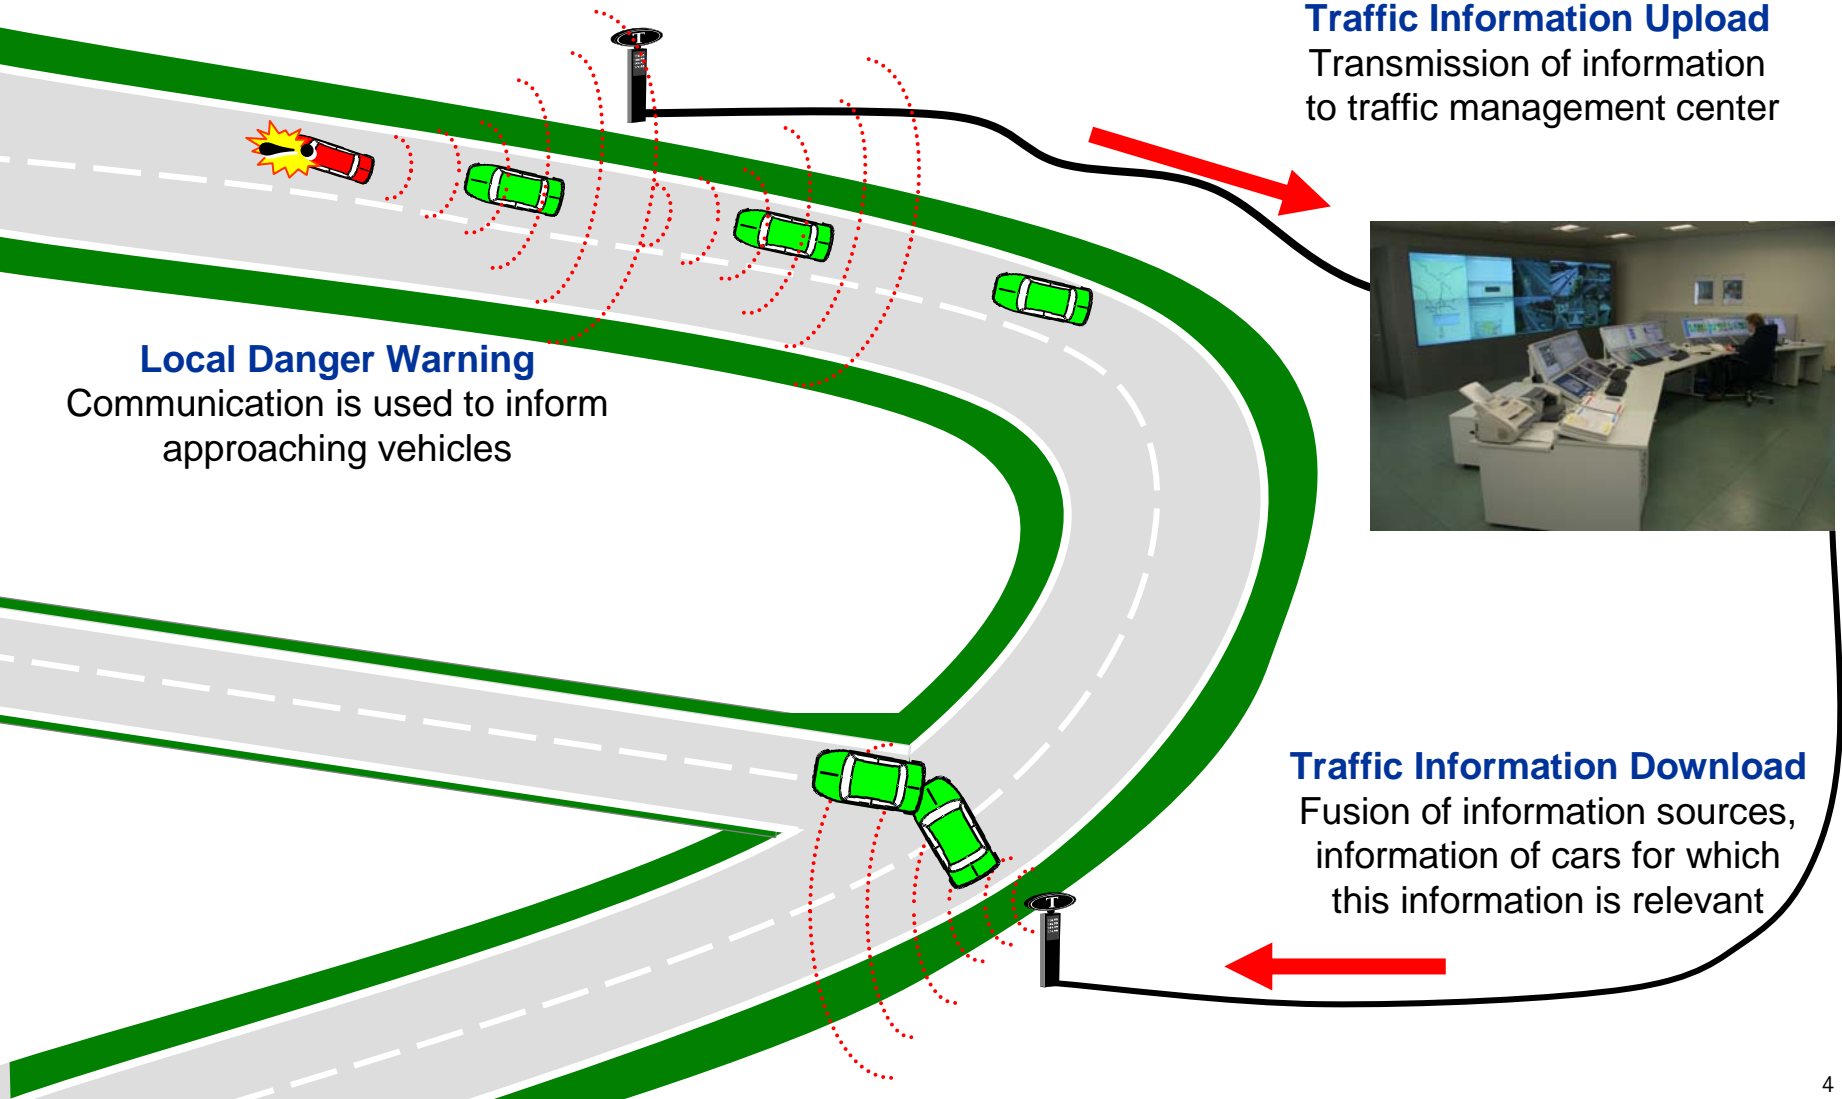 Traffic Information Upload
Transmission of information
to traffic management center
T
Local Danger Warning
Communication is used to inform
approaching vehicles
Traffic Information Download
Fusion of information sources,
information of cars for which
this information is relevant
T
4